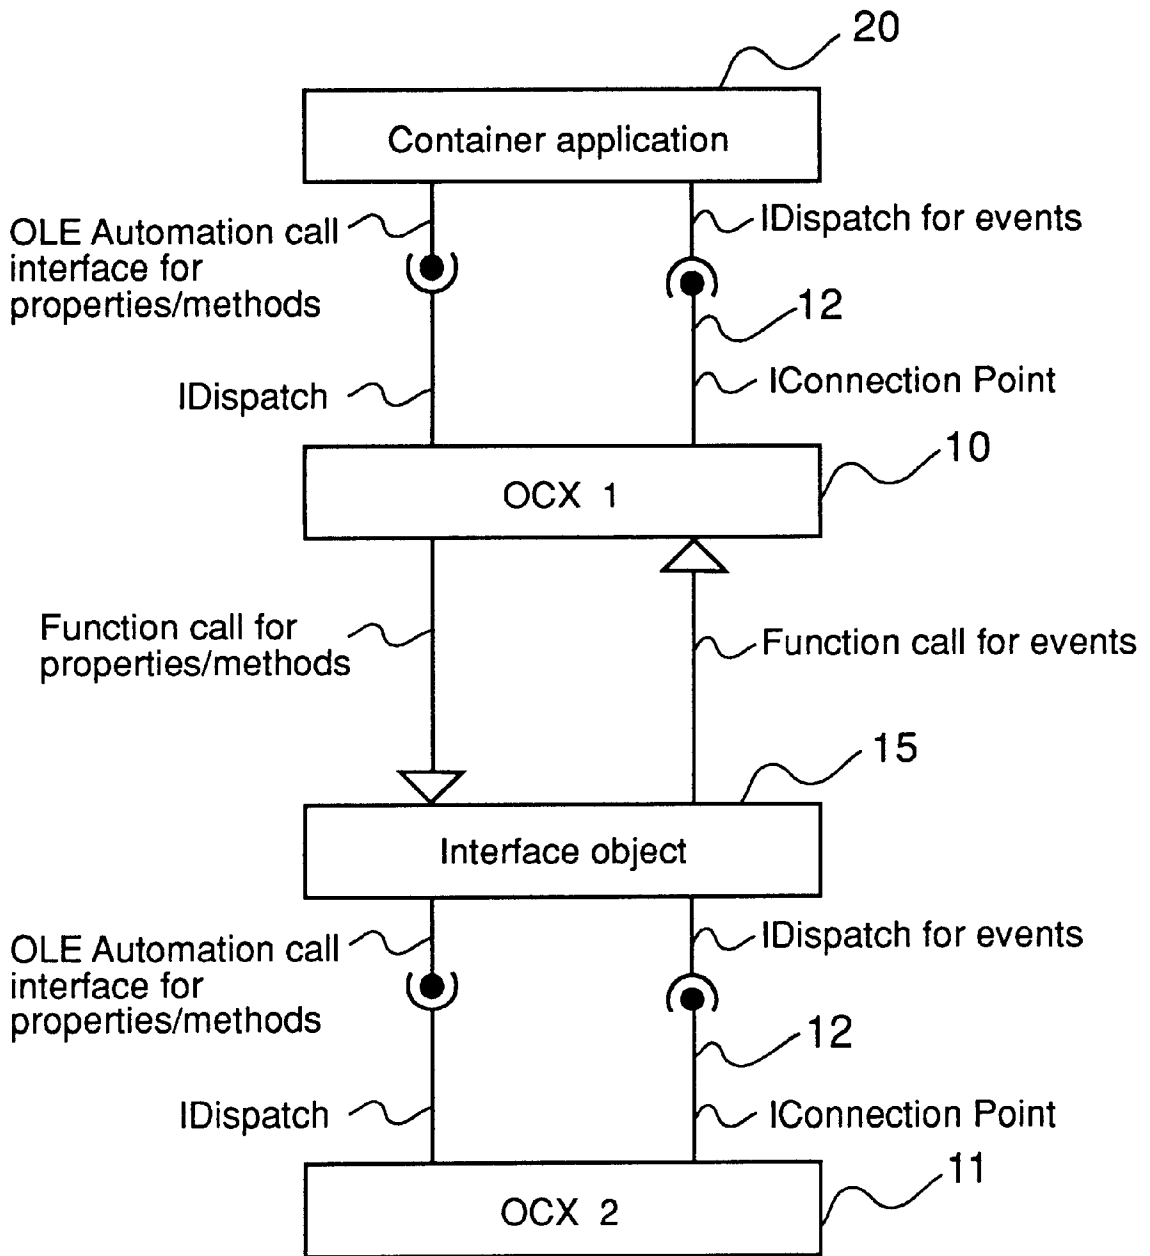 20
Container application
OLE Automation call
interface for
properties/methods
IDispatch for events
12
IDispatch
IConnection Point
10
OCX 1
Function call for
properties/methods
Function call for events
15
Interface object
OLE Automation call
interface for
properties/methods
IDispatch for events
12
IDispatch
IConnection Point
11
OCX 2